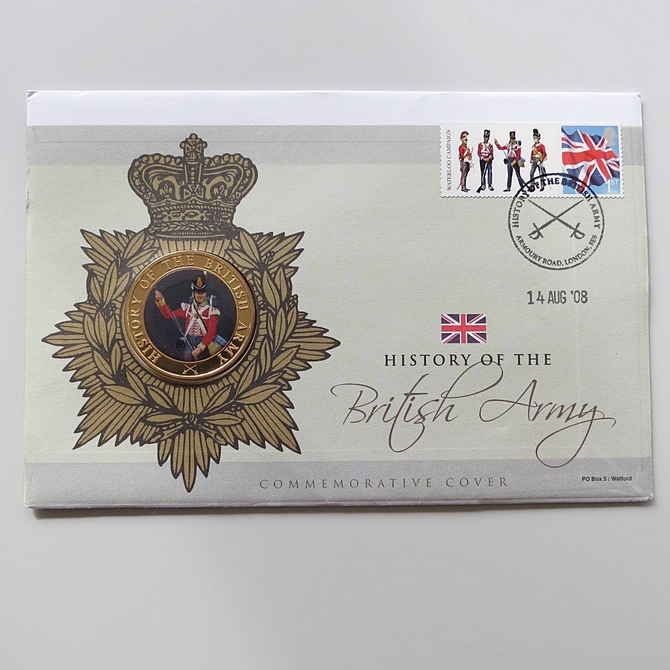 WATERLOO CAMPAIGN
1ST
HISTORY OF THE BRITISH ARMY
ARMOURY ROAD, LONDON, SE8
14 AUG '08
HISTORY OF THE BRITISH ARMY
HISTORY OF THE
British Army
COMMEMORATIVE COVER
PO Box 5 : Watford